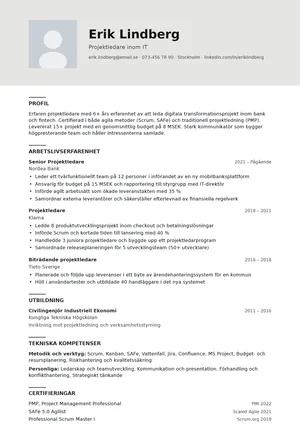 Erik Lindberg
Projektledare inom IT
erik.lindberg@email.se · 073-456 78 90 · Stockholm · linkedin.com/in/eriklindberg
PROFIL
Erfaren projektledare med 6+ års erfarenhet av att leda digitala transformationsprojekt inom bank
och fintech. Certifierad i både agila metoder (Scrum, SAFe) och traditionell projektledning (PMP).
Levererat 15+ projekt med en genomsnittlig budget på 8 MSEK. Stark kommunikatör som bygger
högpresterande team och håller intressenterna samlade.
ARBETSLIVSERFARENHET
Senior Projektledare 2021 – Pågående
Nordea Bank
• Leder ett tvärfunktionellt team på 12 personer i införandet av en ny mobilbanksplattform
• Ansvarig för budget på 15 MSEK och rapportering till styrgrupp med IT-direktör
• Införde agilt arbetssätt som ökade leveranstakten med 35 %
• Samordnar externa leverantörer och säkerställer efterlevnad av finansiella regelverk
Projektledare 2018 – 2021
Klarna
• Ledde 8 produktutvecklingsprojekt inom checkout och betalningslösningar
• Införde Scrum och kortade tiden till lansering med 40 %
• Handledde 3 juniora projektledare och byggde upp ett projektledarprogram
• Samordnade releaseplaneringen för 5 utvecklingsteam (50+ utvecklare)
Biträdande projektledare 2016 – 2018
Tieto Sverige
• Planerade och följde upp leveranser i ett byte av ärendehanteringssystem för en kommun
• Höll i användartester och utbildade 40 handläggare i det nya systemet
UTBILDNING
Civilingenjör Industriell Ekonomi 2011 – 2016
Kungliga Tekniska Högskolan
Inriktning mot projektledning och verksamhetsstyrning
TEKNISKA KOMPETENSER
Metodik och verktyg: Scrum, Kanban, SAFe, Vattenfall, Jira, Confluence, MS Project, Budget- och
resursplanering, Riskhantering och kvalitetssäkring
Personliga: Ledarskap och teamutveckling, Kommunikation och presentation, Förhandling och
konflikthantering, Strategiskt tänkande
CERTIFIERINGAR
PMP, Project Management Professional PMI 2022
SAFe 5.0 Agilist Scaled Agile 2021
Professional Scrum Master I Scrum.org 2019